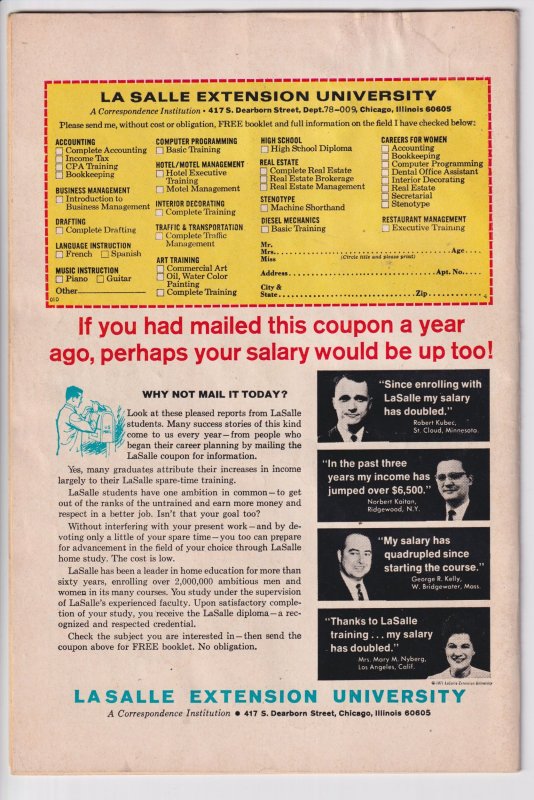 LA SALLE EXTENSION UNIVERSITY
A Correspondence Institution • 417 S. Dearborn Street, Dept. 78-009, Chicago, Illinois 60605
Please send me, without cost or obligation, FREE booklet and full information on the field I have checked below:
ACCOUNTING
Complete Accounting
Income Tax
CPA Training
Bookkeeping
BUSINESS MANAGEMENT
Introduction to
Business Management
DRAFTING
Complete Drafting
LANGUAGE INSTRUCTION
French Spanish
MUSIC INSTRUCTION
Piano Guitar
Other
010
COMPUTER PROGRAMMING
Basic Training
HOTEL/MOTEL MANAGEMENT
Hotel Executive
Training
Motel Management
INTERIOR DECORATING
Complete Training
TRAFFIC & TRANSPORTATION
Complete Traffic
Management
ART TRAINING
Commercial Art
Oil, Water Color
Painting
Complete Training
HIGH SCHOOL
High School Diploma
REAL ESTATE
Complete Real Estate
Real Estate Brokerage
Real Estate Management
STENOTYPE
Machine Shorthand
DIESEL MECHANICS
Basic Training
CAREERS FOR WOMEN
Accounting
Bookkeeping
Computer Programming
Dental Office Assistant
Interior Decorating
Real Estate
Secretarial
Stenotype
RESTAURANT MANAGEMENT
Executive Training
Mr.
Mrs. Age
Miss (Circle title and please print)
Address Apt. No.
City &
State Zip
If you had mailed this coupon a year
ago, perhaps your salary would be up too!
WHY NOT MAIL IT TODAY?
Look at these pleased reports from LaSalle
students. Many success stories of this kind
come to us every year—from people who
began their career planning by mailing the
LaSalle coupon for information.
Yes, many graduates attribute their increases in income
largely to their LaSalle spare-time training.
LaSalle students have one ambition in common—to get
out of the ranks of the untrained and earn more money and
respect in a better job. Isn't that your goal too?
Without interfering with your present work—and by de-
voting only a little of your spare time—you too can prepare
for advancement in the field of your choice through LaSalle
home study. The cost is low.
LaSalle has been a leader in home education for more than
sixty years, enrolling over 2,000,000 ambitious men and
women in its many courses. You study under the supervision
of LaSalle's experienced faculty. Upon satisfactory comple-
tion of your study, you receive the LaSalle diploma—a rec-
ognized and respected credential.
Check the subject you are interested in—then send the
coupon above for FREE booklet. No obligation.
"Since enrolling with
LaSalle my salary
has doubled."
Robert Kubec,
St. Cloud, Minnesota.
"In the past three
years my income has
jumped over $6,500."
Norbert Kaitan,
Ridgewood, N.Y.
"My salary has
quadrupled since
starting the course."
George R. Kelly,
W. Bridgewater, Mass.
"Thanks to LaSalle
training...my salary
has doubled."
Mrs. Mary M. Nyberg,
Los Angeles, Calif.
© 1971 LaSalle Extension University
LASALLE EXTENSION UNIVERSITY
A Correspondence Institution • 417 S. Dearborn Street, Chicago, Illinois 60605